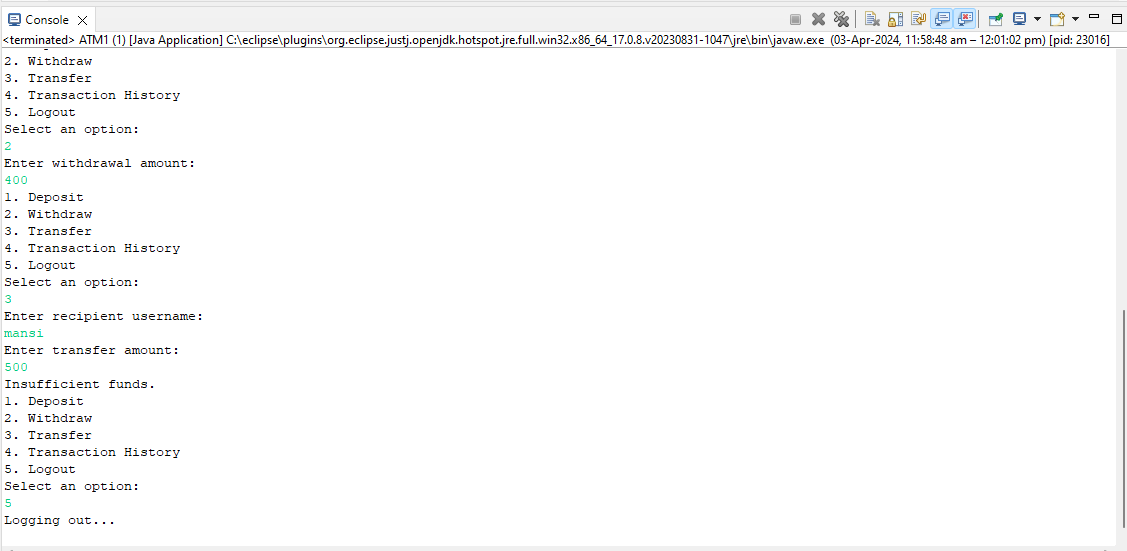 Console
<terminated> ATM1 (1) [Java Application] C:\eclipse\plugins\org.eclipse.justj.openjdk.hotspot.jre.full.win32.x86_64_17.0.8.v20230831-1047\jre\bin\javaw.exe (03-Apr-2024, 11:58:48 am – 12:01:02 pm) [pid: 23016]
2. Withdraw
3. Transfer
4. Transaction History
5. Logout
Select an option:
2
Enter withdrawal amount:
400
1. Deposit
2. Withdraw
3. Transfer
4. Transaction History
5. Logout
Select an option:
3
Enter recipient username:
mansi
Enter transfer amount:
500
Insufficient funds.
1. Deposit
2. Withdraw
3. Transfer
4. Transaction History
5. Logout
Select an option:
5
Logging out...